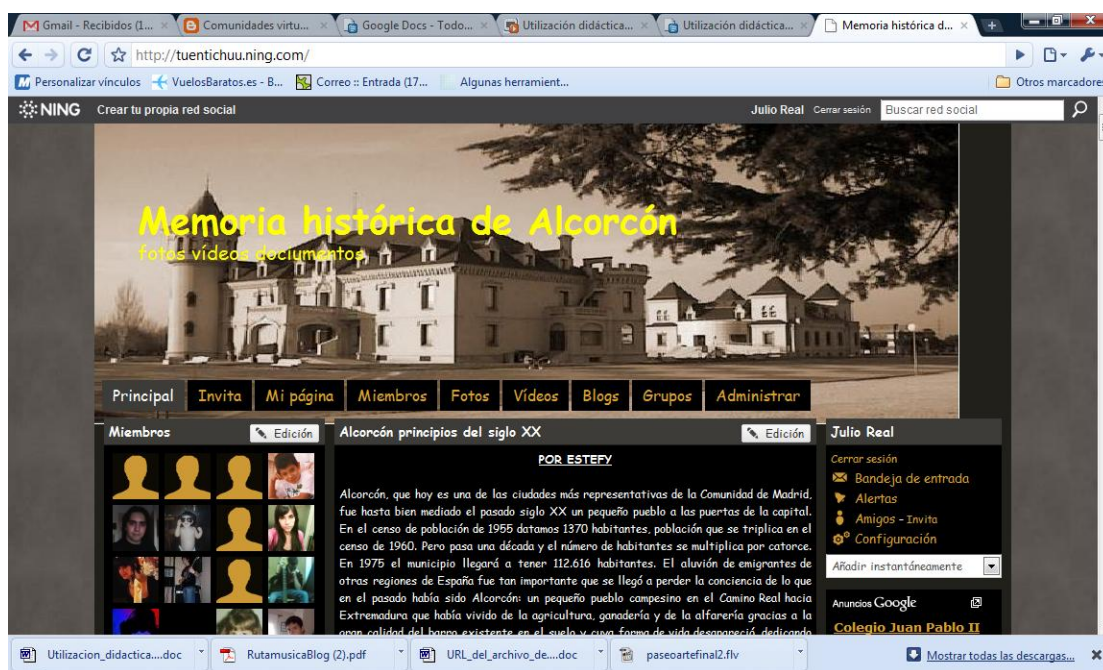 Gmail - Recibidos (1...
Comunidades virtu...
Google Docs - Todo...
Utilización didáctica...
Utilización didáctica...
Memoria histórica d...
http://tuentichuu.ning.com/
Personalizar vínculos
VuelosBaratos.es - B...
Correo :: Entrada (17...
Algunas herramient...
Otros marcadores
NING
Crear tu propia red social
Julio Real
Cerrar sesión
Buscar red social
Memoria histórica de Alcorcón
fotos vídeos dociumentos
Principal
Invita
Mi página
Miembros
Fotos
Vídeos
Blogs
Grupos
Administrar
Miembros
Edición
Alcorcón principios del siglo XX
Edición
POR ESTEFY
Alcorcón, que hoy es una de las ciudades más representativas de la Comunidad de Madrid,
fue hasta bien mediado el pasado siglo XX un pequeño pueblo a las puertas de la capital.
En el censo de población de 1955 datamos 1370 habitantes, población que se triplica en el
censo de 1960. Pero pasa una década y el número de habitantes se multiplica por catorce.
En 1975 el municipio llegará a tener 112.616 habitantes. El aluvión de emigrantes de
otras regiones de España fue tan importante que se llegó a perder la conciencia de lo que
en el pasado había sido Alcorcón: un pequeño pueblo campesino en el Camino Real hacia
Extremadura que había vivido de la agricultura, ganadería y de la alfarería gracias a la
gran calidad del barro existente en el suelo y cuya forma de vida desapareció, dedicando
Julio Real
Cerrar sesión
Bandeja de entrada
Alertas
Amigos - Invita
Configuración
Añadir instantáneamente
Anuncios Google
Colegio Juan Pablo II
Utilizacion_didactica....doc
RutamusicaBlog (2).pdf
URL_del_archivo_de....doc
paseoartefinal2.flv
Mostrar todas las descargas...